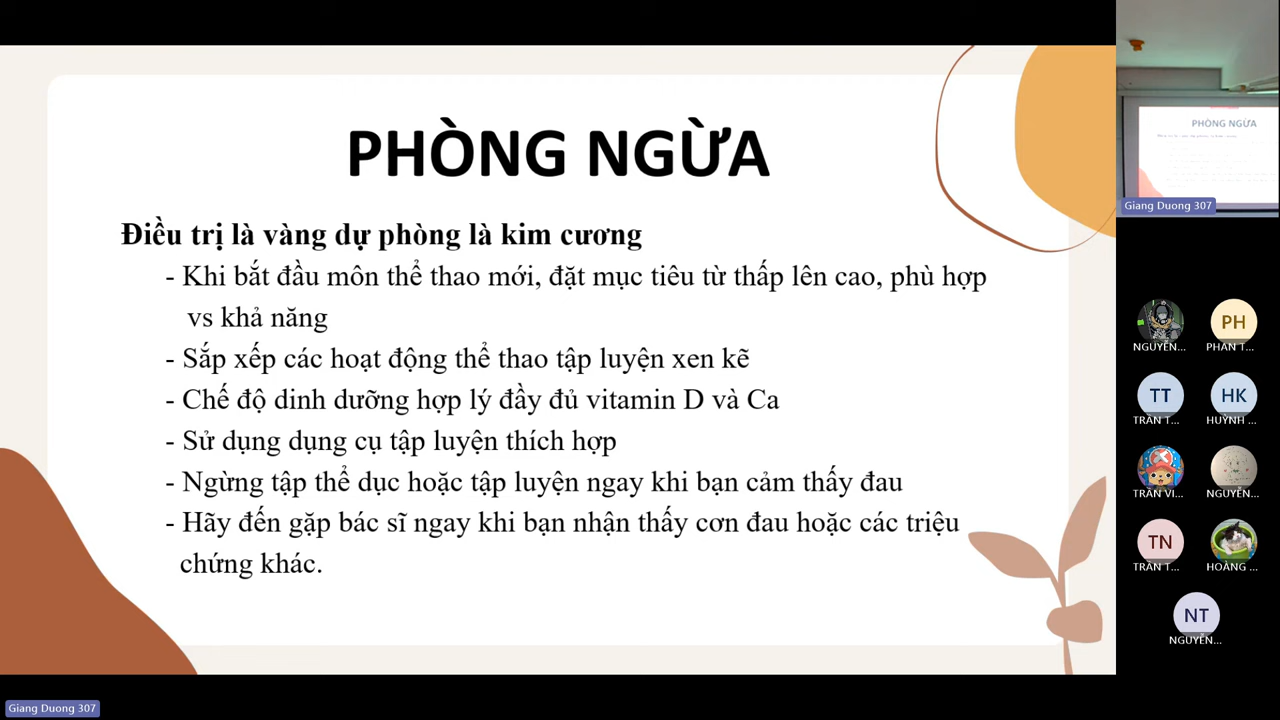 PHÒNG NGỪA
Điều trị là vàng dự phòng là kim cương
- Khi bắt đầu môn thể thao mới, đặt mục tiêu từ thấp lên cao, phù hợp
vs khả năng
- Sắp xếp các hoạt động thể thao tập luyện xen kẽ
- Chế độ dinh dưỡng hợp lý đầy đủ vitamin D và Ca
- Sử dụng dụng cụ tập luyện thích hợp
- Ngừng tập thể dục hoặc tập luyện ngay khi bạn cảm thấy đau
- Hãy đến gặp bác sĩ ngay khi bạn nhận thấy cơn đau hoặc các triệu
chứng khác.
Giang Duong 307
PHÒNG NGỪA
Giang Duong 307
NGUYỄN...
PH
PHAN T...
TT
TRẦN T...
HK
HUỲNH ...
TRẦN VI...
NGUYỄN...
TN
TRẦN T...
HOÀNG ...
NT
NGUYỄN...